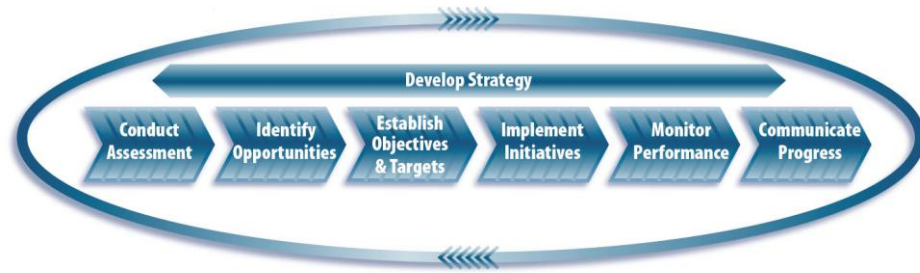 Develop Strategy
Conduct
Assessment
Identify
Opportunities
Establish
Objectives
& Targets
Implement
Initiatives
Monitor
Performance
Communicate
Progress